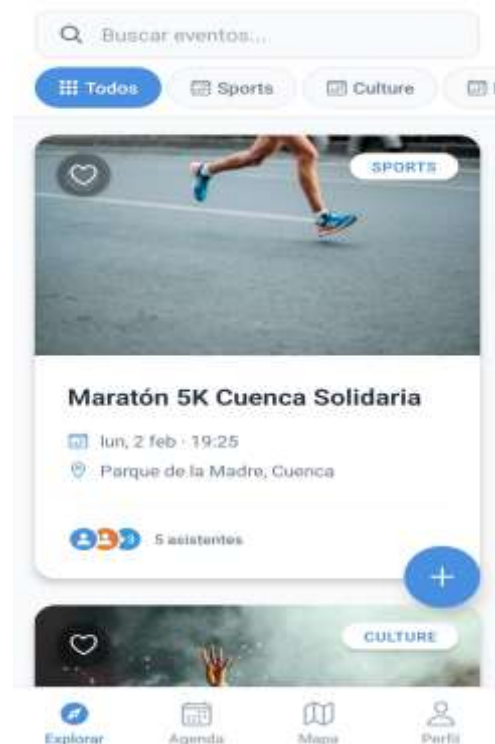 Buscar eventos...
Todos Sports Culture
SPORTS
Maratón 5K Cuenca Solidaria
lun, 2 feb · 19:25
Parque de la Madre, Cuenca
+3 5 asistentes
CULTURE
Explorar Agenda Mapa Perfil